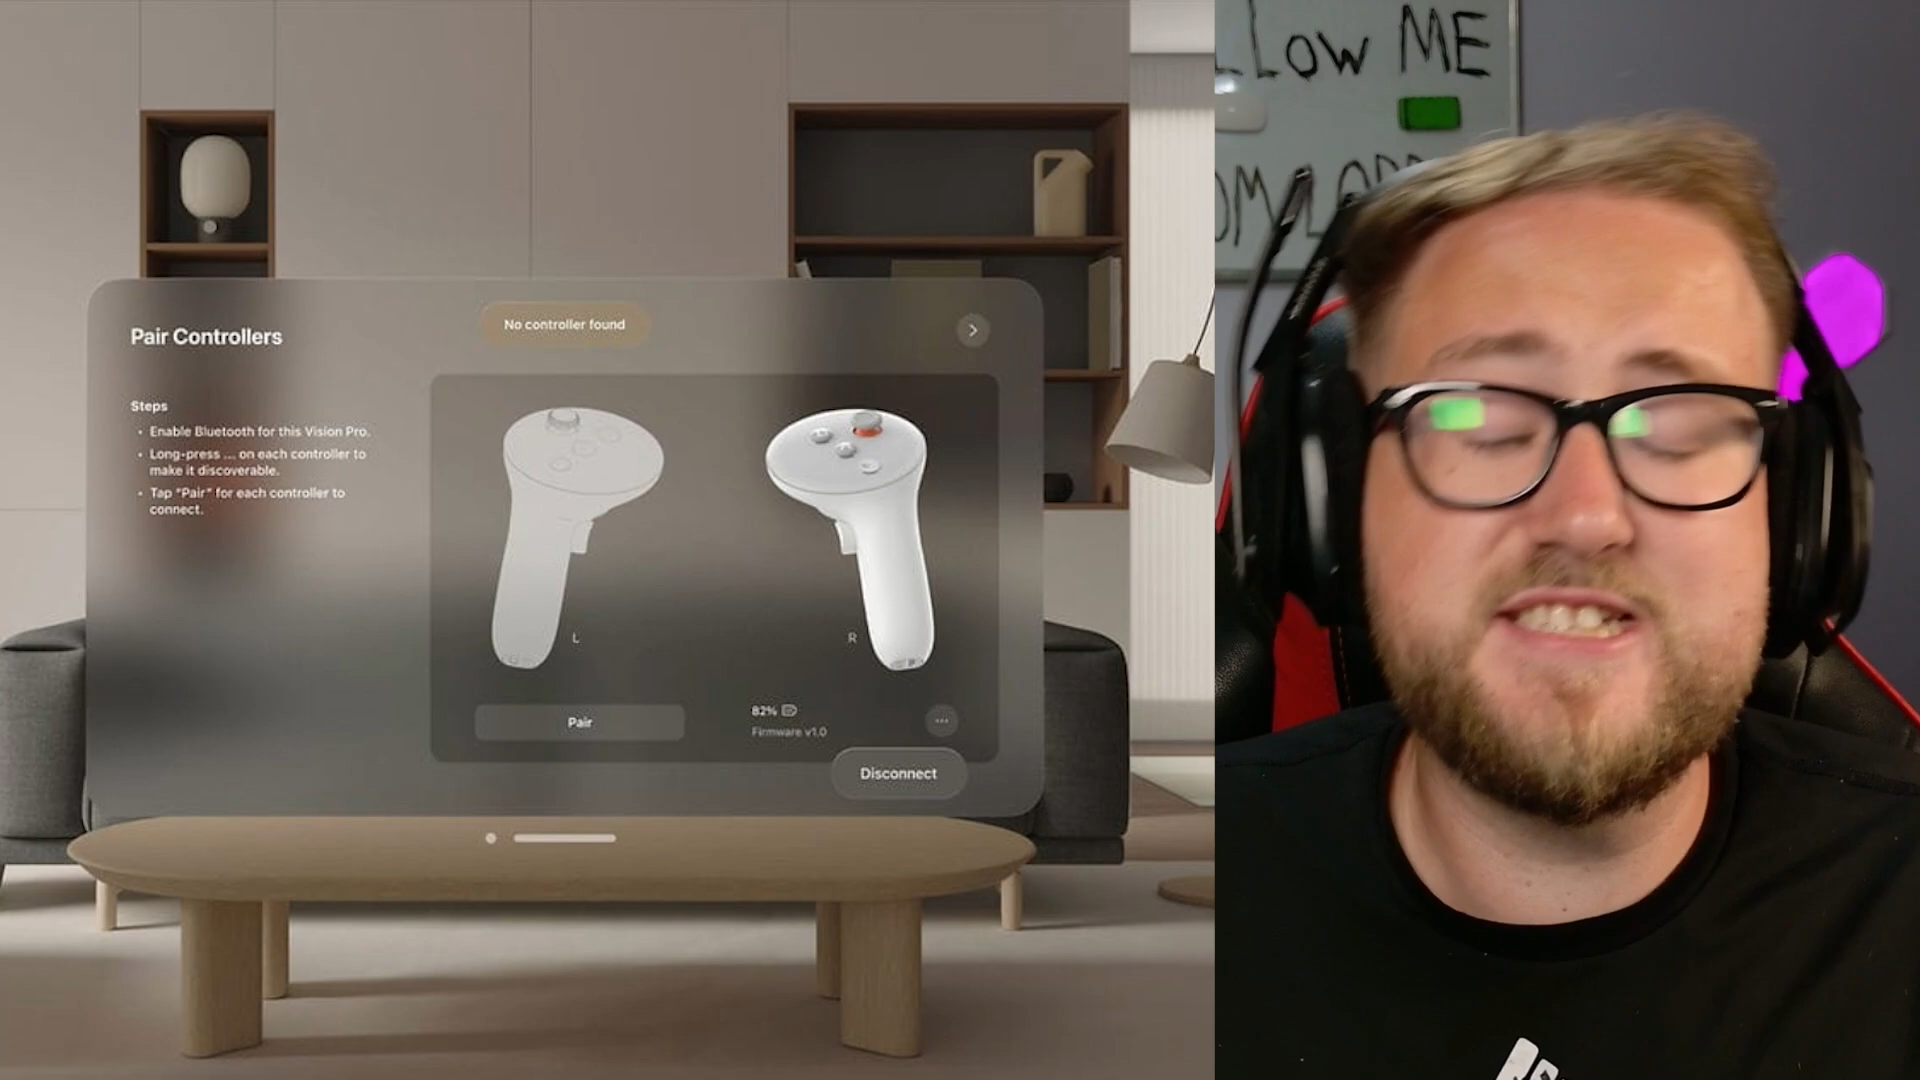 Pair Controllers
No controller found
Steps
• Enable Bluetooth for this Vision Pro.
• Long-press ... on each controller to
make it discoverable.
• Tap "Pair" for each controller to
connect.
L
R
Pair
82%
Firmware v1.0
Disconnect
LLOW ME